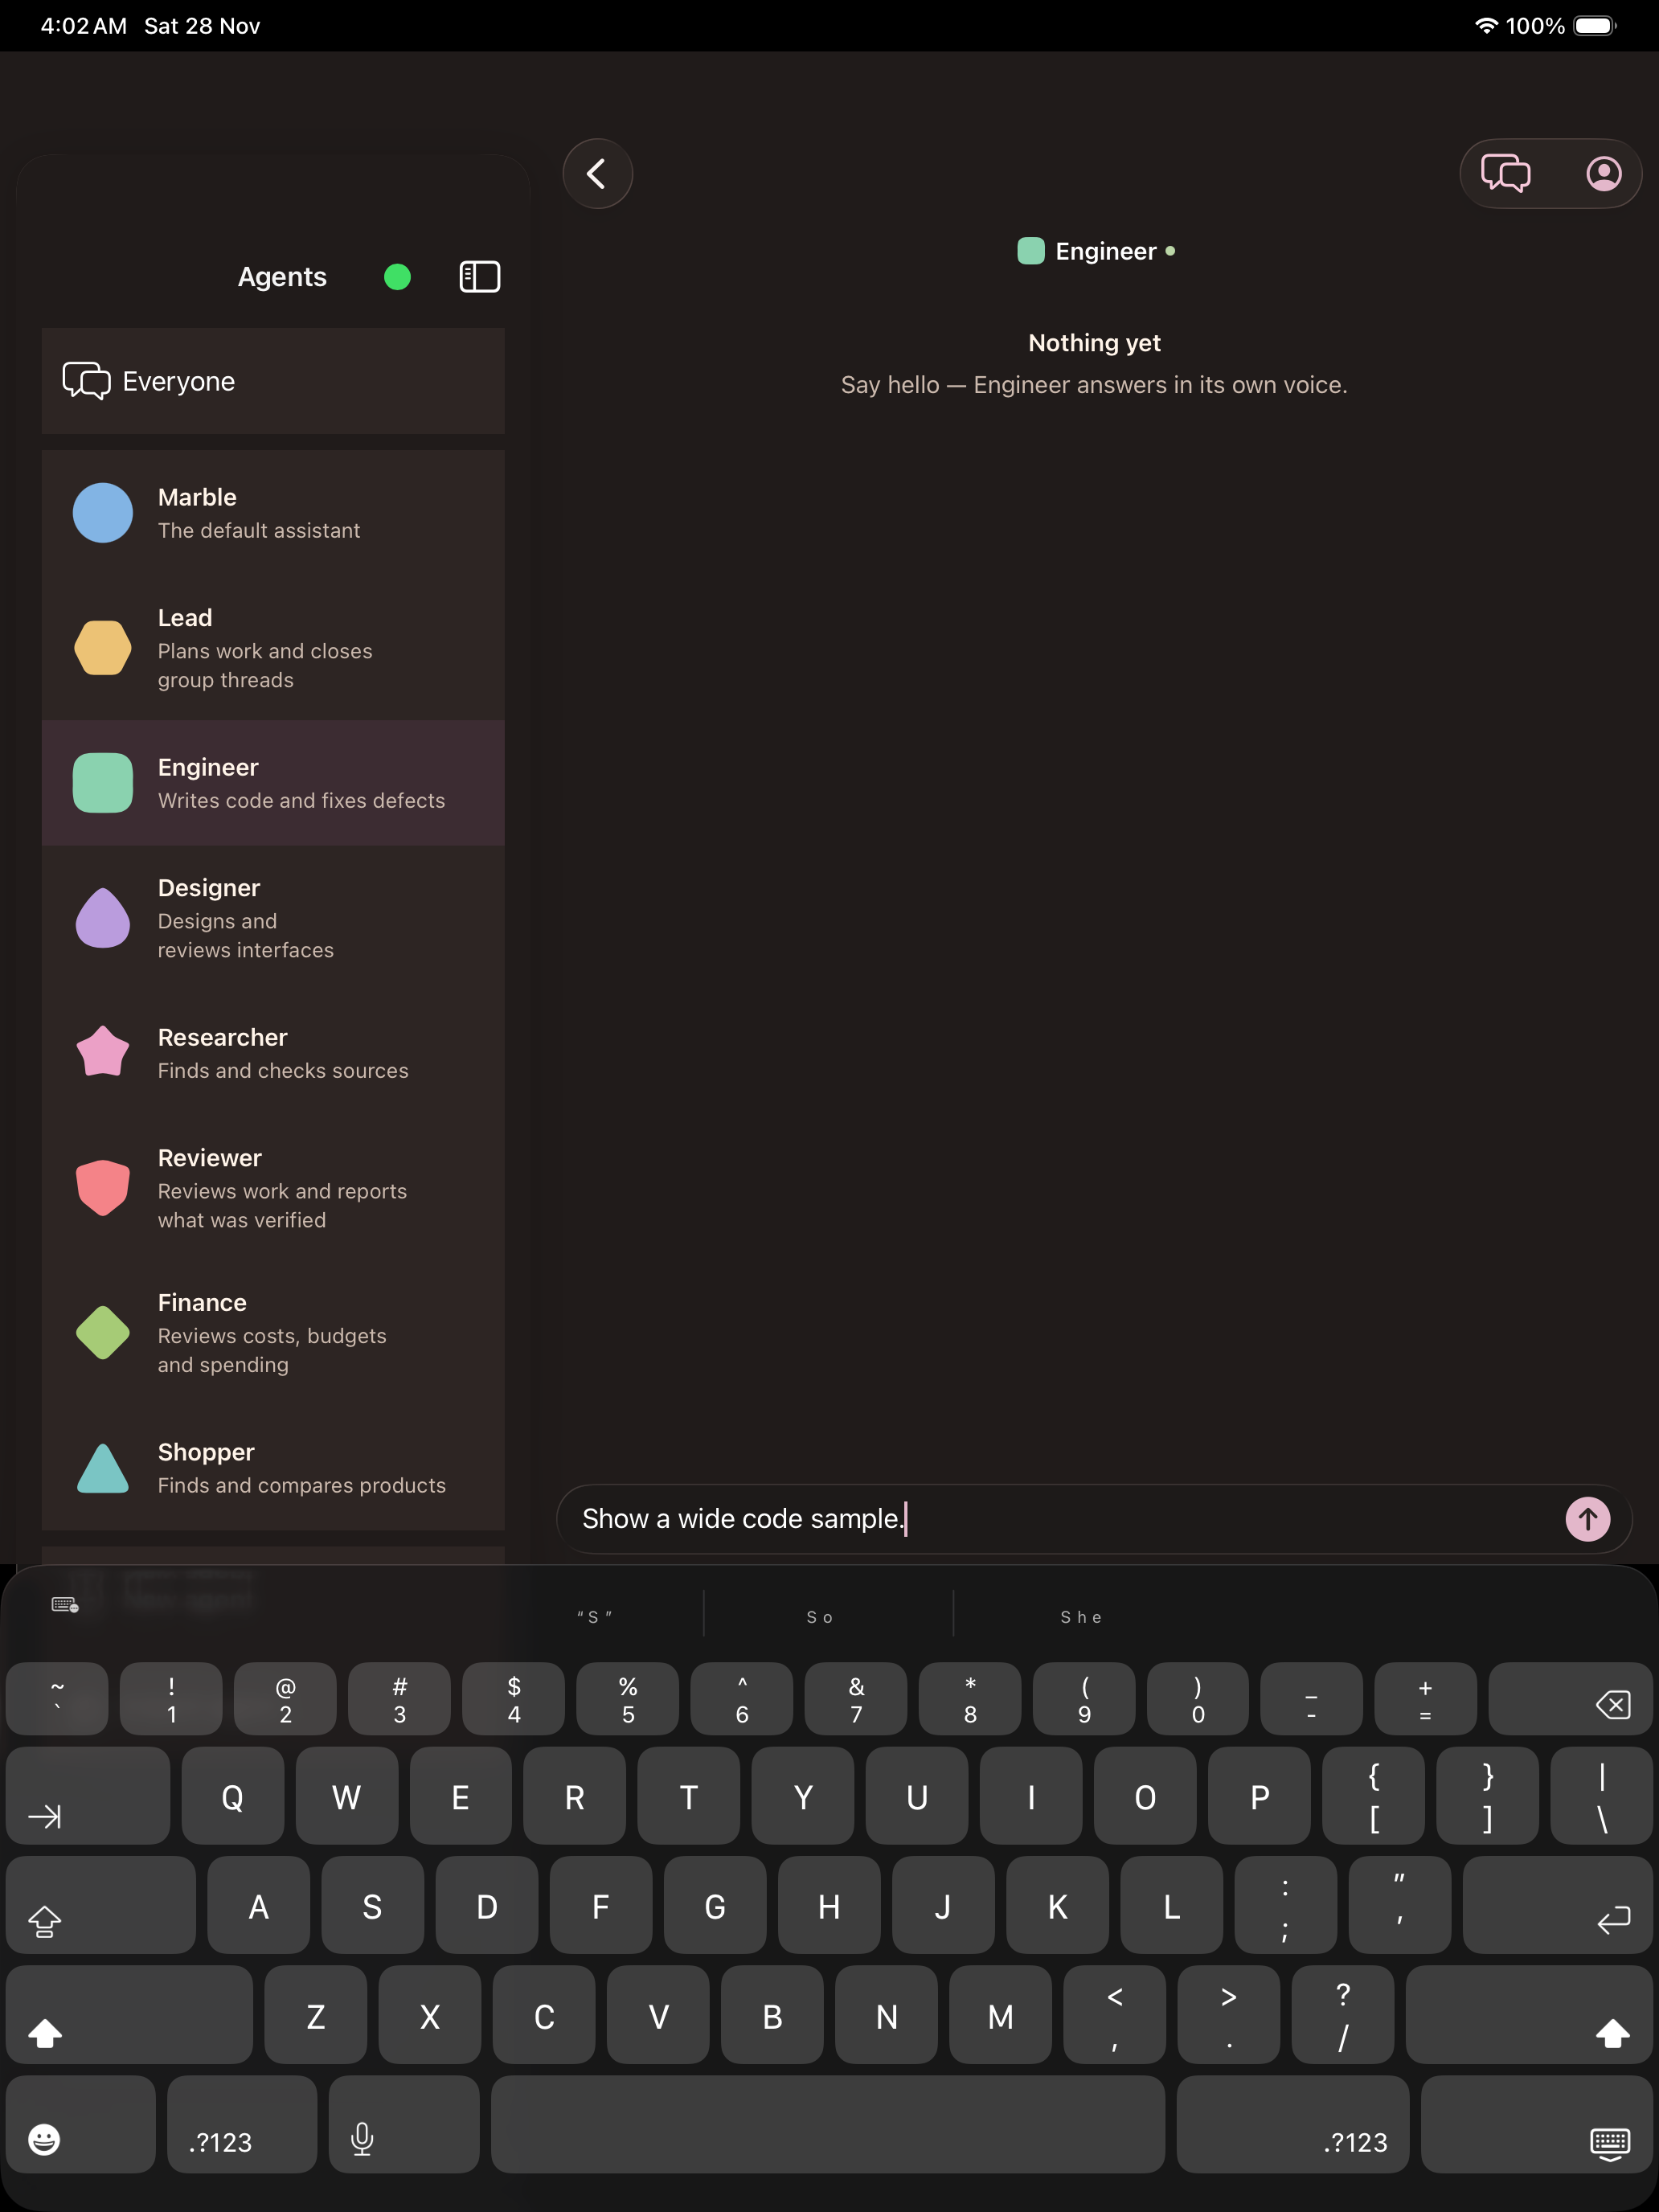 4:02 AM Sat 28 Nov
100%
Agents
Everyone
Marble
The default assistant
Lead
Plans work and closes
group threads
Engineer
Writes code and fixes defects
Designer
Designs and
reviews interfaces
Researcher
Finds and checks sources
Reviewer
Reviews work and reports
what was verified
Finance
Reviews costs, budgets
and spending
Shopper
Finds and compares products
Engineer
Nothing yet
Say hello — Engineer answers in its own voice.
Show a wide code sample.
“S” So She
~ ! @ # $ % ^ & * ( ) _ +
` 1 2 3 4 5 6 7 8 9 0 - =
Q W E R T Y U I O P { } |
[ ] \
A S D F G H J K L : "
; '
Z X C V B N M < > ?
, . /
.?123 .?123